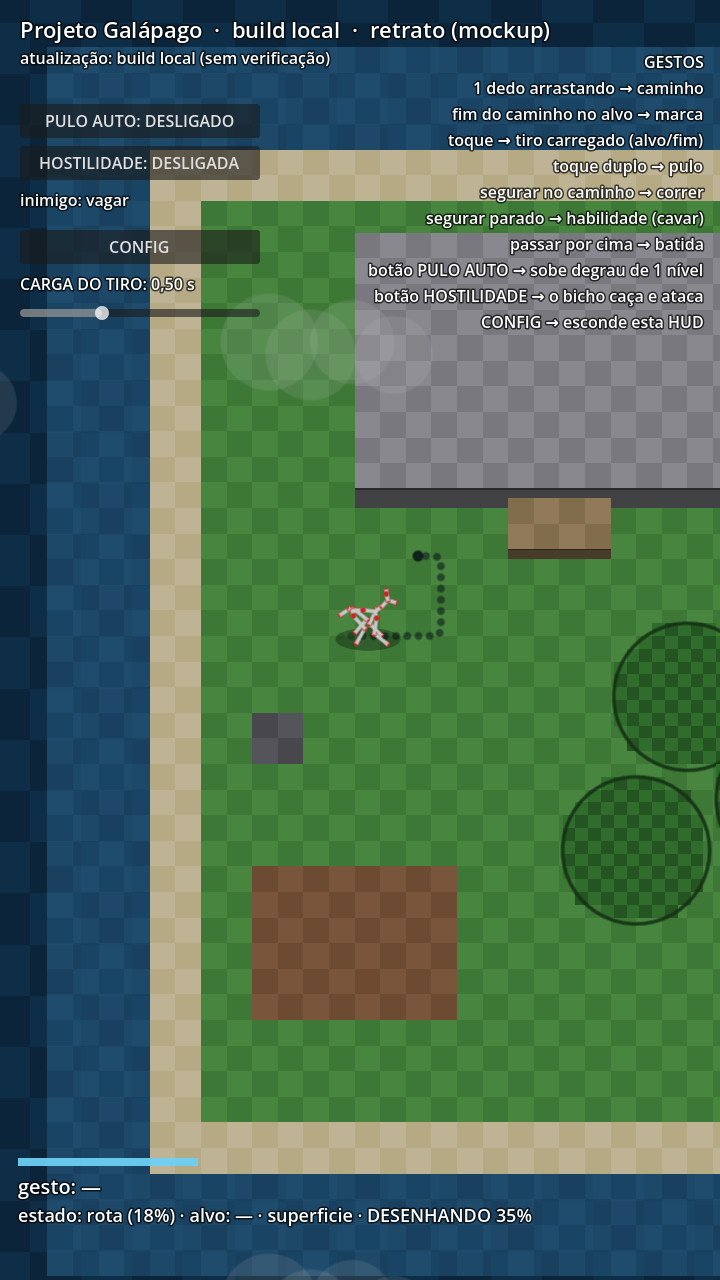 Projeto Galápago · build local · retrato (mockup)
atualização: build local (sem verificação)
PULO AUTO: DESLIGADO
HOSTILIDADE: DESLIGADA
inimigo: vagar
CONFIG
CARGA DO TIRO: 0,50 s
GESTOS
1 dedo arrastando → caminho
fim do caminho no alvo → marca
toque → tiro carregado (alvo/fim)
toque duplo → pulo
segurar no caminho → correr
segurar parado → habilidade (cavar)
passar por cima → batida
botão PULO AUTO → sobe degrau de 1 nível
botão HOSTILIDADE → o bicho caça e ataca
CONFIG → esconde esta HUD
gesto: —
estado: rota (18%) · alvo: — · superfície · DESENHANDO 35%